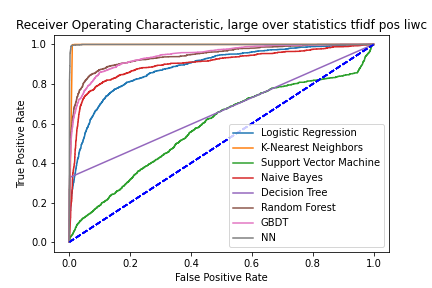 Receiver Operating Characteristic, large over statistics tfidf pos liwc
1.0
0.8
0.6
0.4
0.2
0.0
True Positive Rate
Logistic Regression
K-Nearest Neighbors
Support Vector Machine
Naive Bayes
Decision Tree
Random Forest
GBDT
NN
0.0 0.2 0.4 0.6 0.8 1.0
False Positive Rate